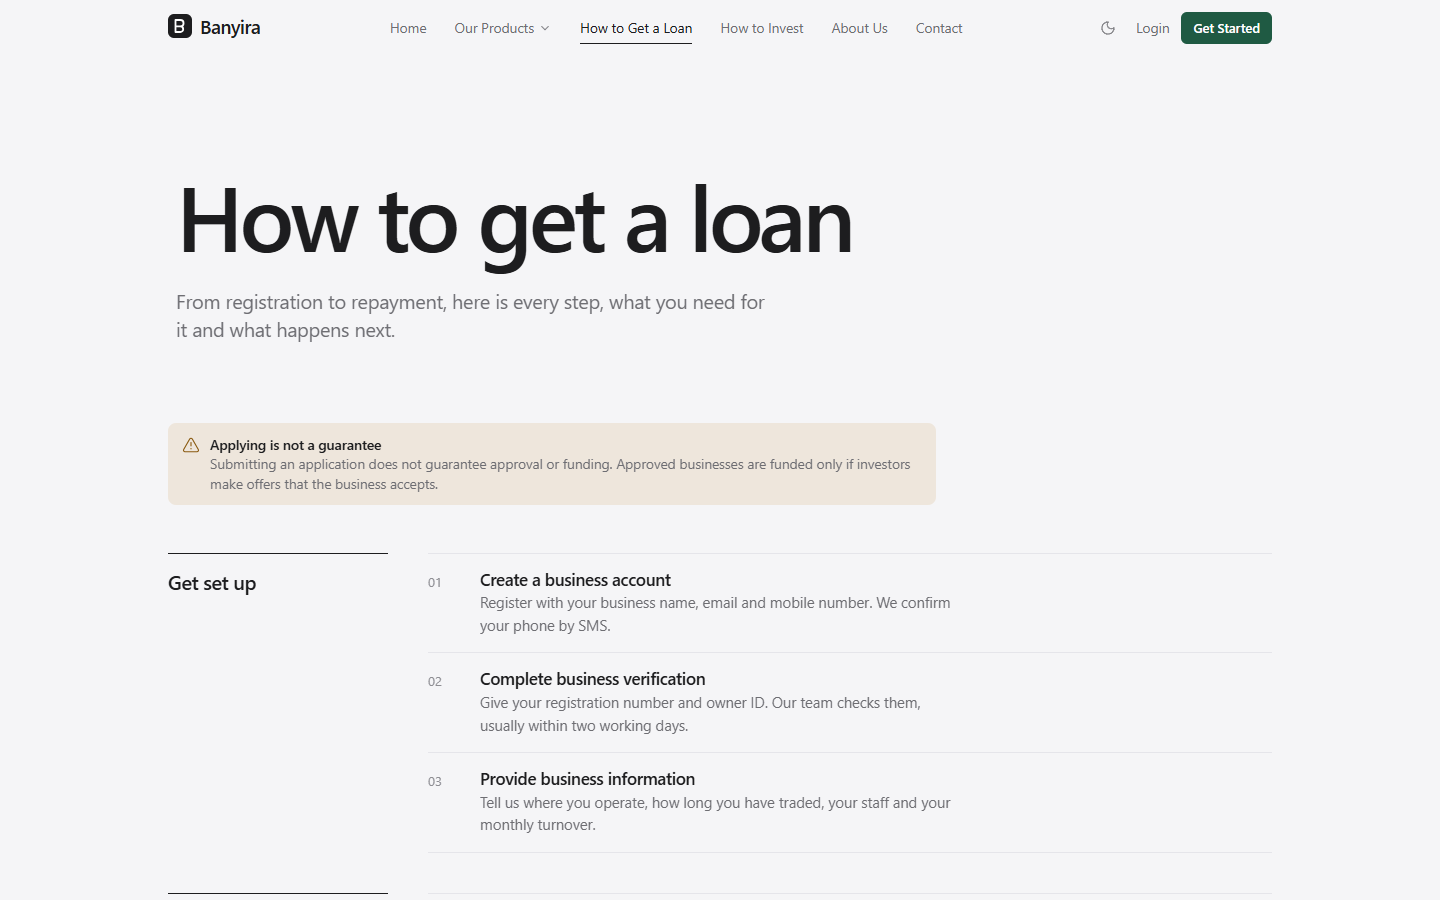 B Banyira
Home
Our Products
How to Get a Loan
How to Invest
About Us
Contact
Login
Get Started
How to get a loan
From registration to repayment, here is every step, what you need for
it and what happens next.
Applying is not a guarantee
Submitting an application does not guarantee approval or funding. Approved businesses are funded only if investors
make offers that the business accepts.
Get set up
01
Create a business account
Register with your business name, email and mobile number. We confirm
your phone by SMS.
02
Complete business verification
Give your registration number and owner ID. Our team checks them,
usually within two working days.
03
Provide business information
Tell us where you operate, how long you have traded, your staff and your
monthly turnover.